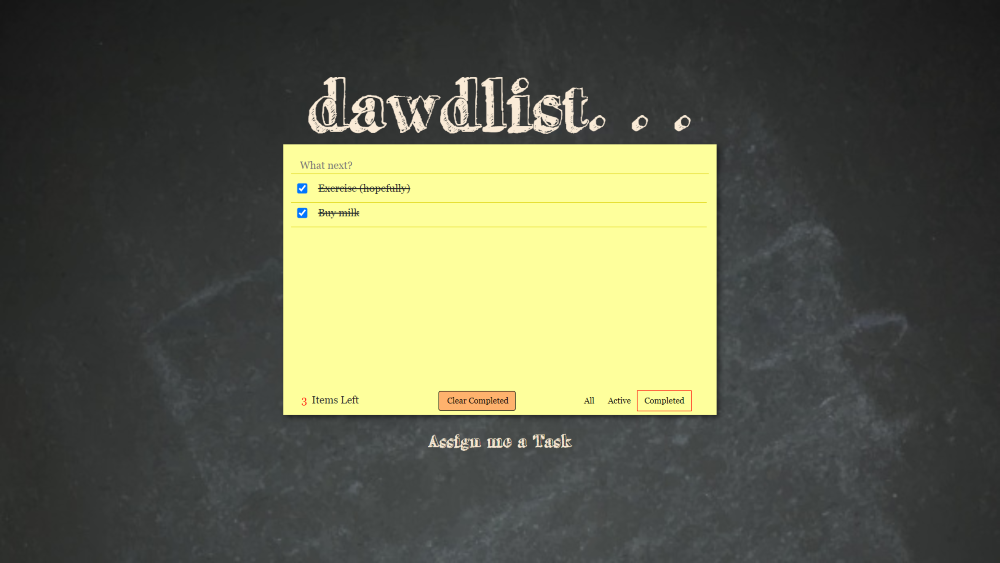 dawdlist. . .
What next?
Exercise (hopefully)
Buy milk
3 Items Left Clear Completed All Active Completed
Assign me a Task